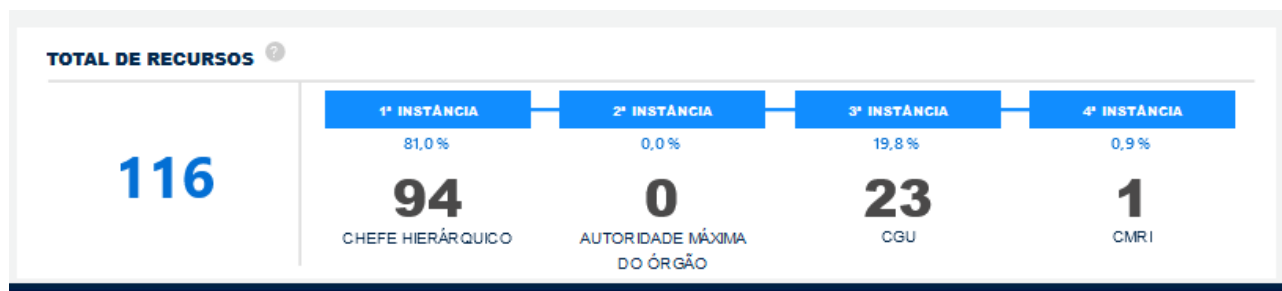 TOTAL DE RECURSOS ?
116
1ª INSTÂNCIA
81,0 %
94
CHEFE HIERÁRQUICO
2ª INSTÂNCIA
0,0 %
0
AUTORIDADE MÁXIMA
DO ÓRGÃO
3ª INSTÂNCIA
19,8 %
23
CGU
4ª INSTÂNCIA
0,9 %
1
CMRI